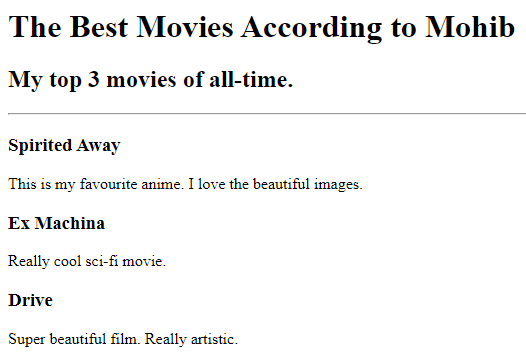 The Best Movies According to Mohib
My top 3 movies of all-time.
Spirited Away
This is my favourite anime. I love the beautiful images.
Ex Machina
Really cool sci-fi movie.
Drive
Super beautiful film. Really artistic.